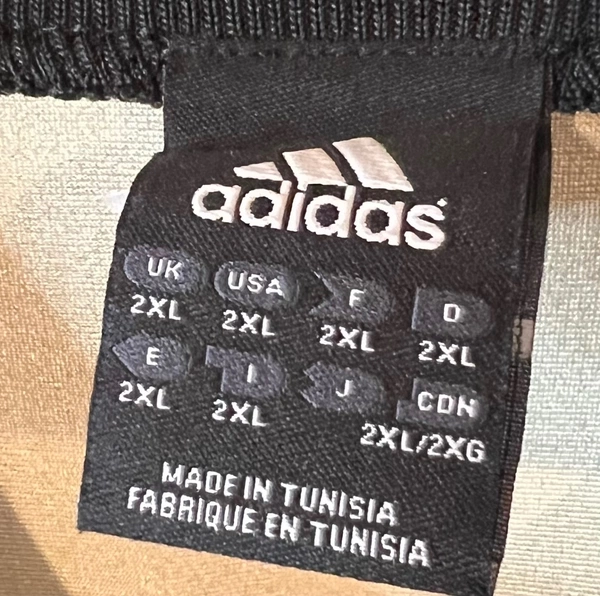 adidas
UK USA F D
2XL 2XL 2XL 2XL
E I J CDN
2XL 2XL 2XL/2XG
MADE IN TUNISIA
FABRIQUE EN TUNISIA